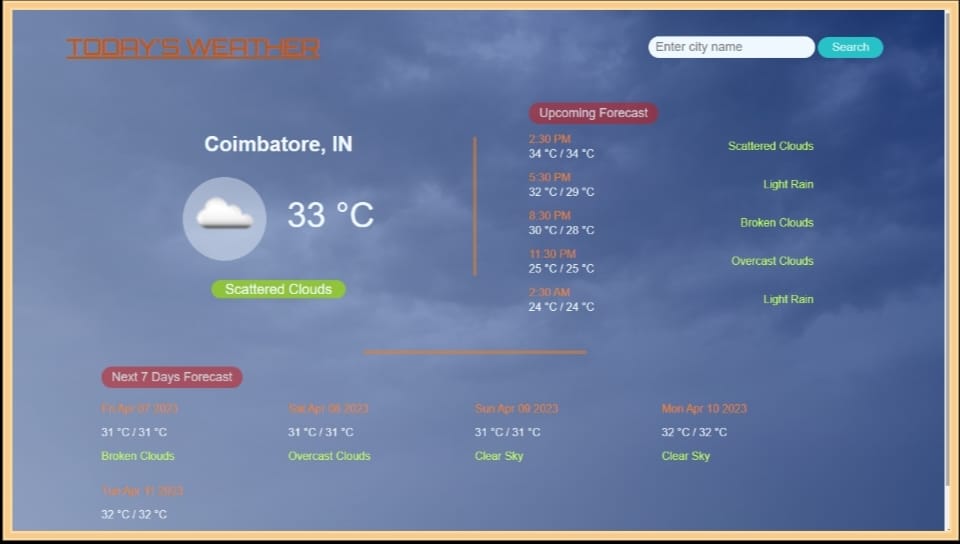 TODAY'S WEATHER
Enter city name
Search
Coimbatore, IN
33 °C
Scattered Clouds
Upcoming Forecast
2:30 PM
34 °C / 34 °C
Scattered Clouds
5:30 PM
32 °C / 29 °C
Light Rain
8:30 PM
30 °C / 28 °C
Broken Clouds
11:30 PM
25 °C / 25 °C
Overcast Clouds
2:30 AM
24 °C / 24 °C
Light Rain
Next 7 Days Forecast
Fri Apr 07 2023
31 °C / 31 °C
Broken Clouds
Sat Apr 08 2023
31 °C / 31 °C
Overcast Clouds
Sun Apr 09 2023
31 °C / 31 °C
Clear Sky
Mon Apr 10 2023
32 °C / 32 °C
Clear Sky
Tue Apr 11 2023
32 °C / 32 °C